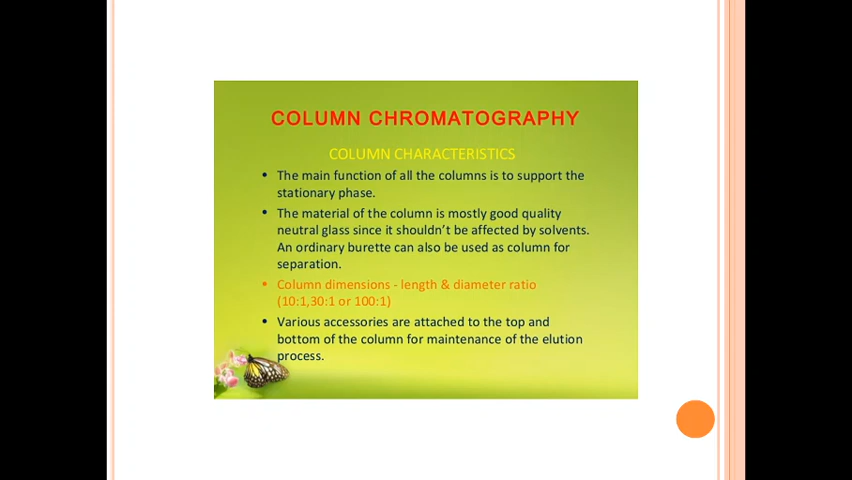 COLUMN CHROMATOGRAPHY
COLUMN CHARACTERISTICS
• The main function of all the columns is to support the
stationary phase.
• The material of the column is mostly good quality
neutral glass since it shouldn't be affected by solvents.
An ordinary burette can also be used as column for
separation.
• Column dimensions - length & diameter ratio
(10:1,30:1 or 100:1)
• Various accessories are attached to the top and
bottom of the column for maintenance of the elution
process.